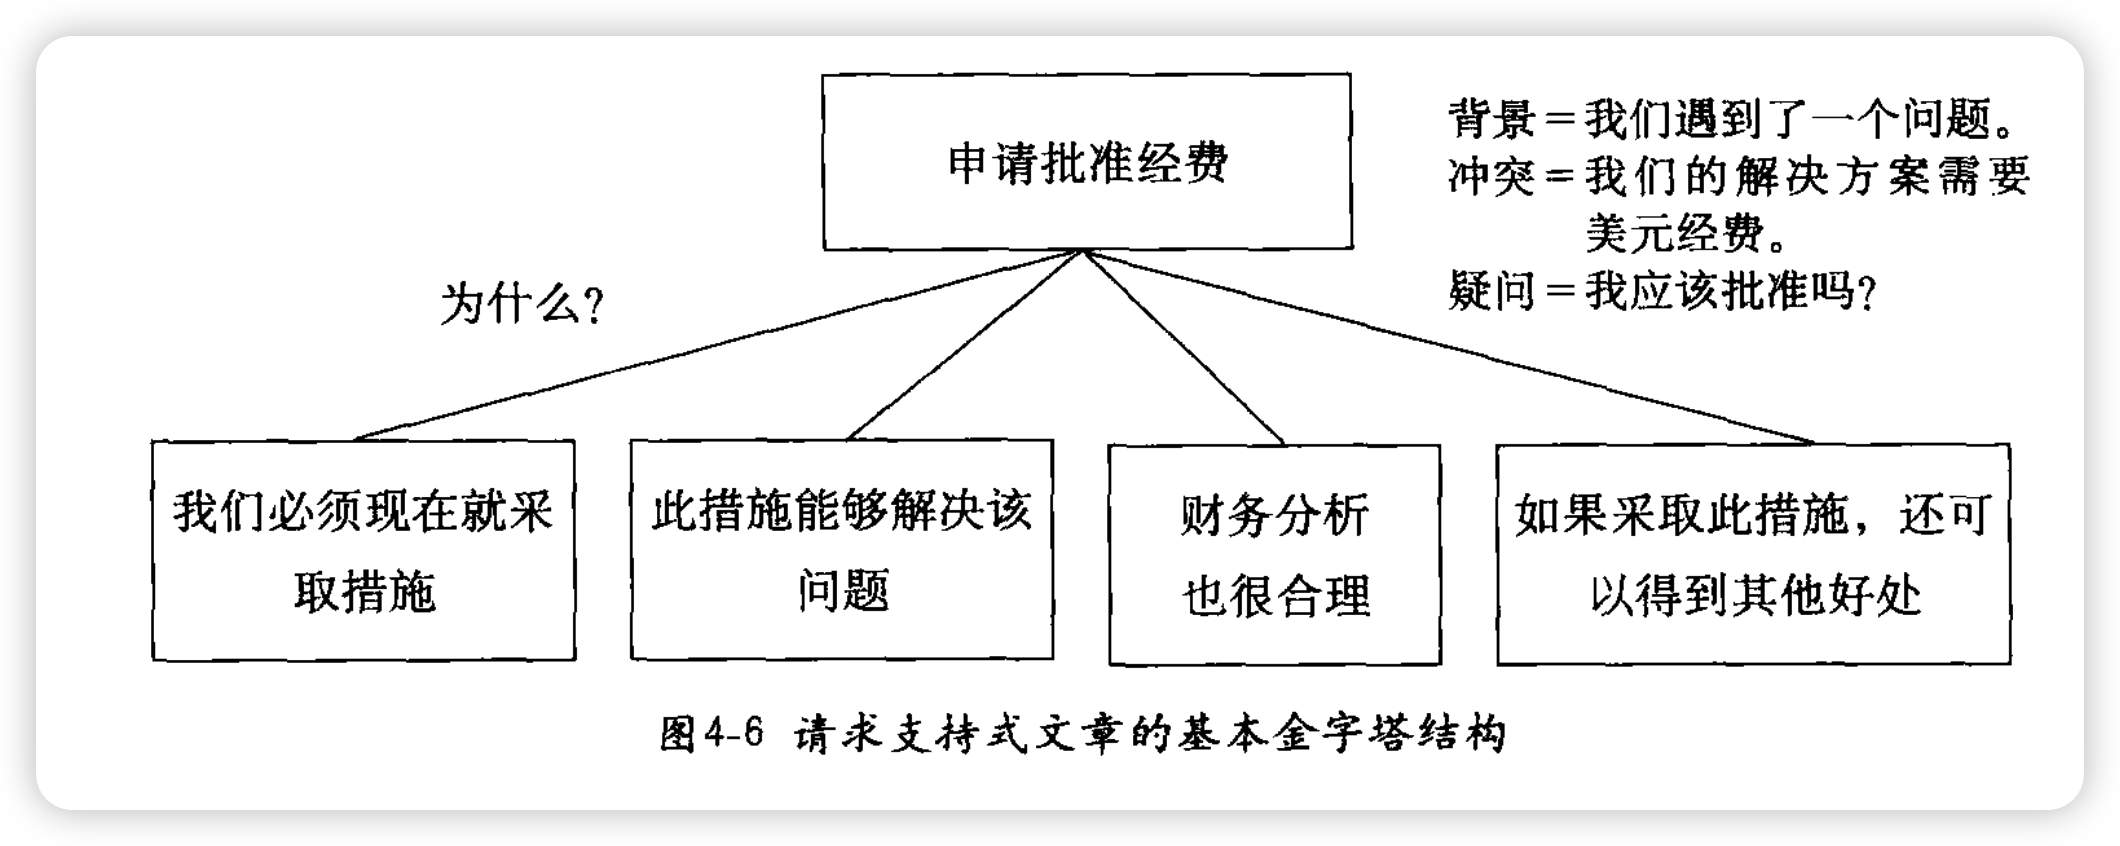 申请批准经费
背景＝我们遇到了一个问题。
冲突＝我们的解决方案需要
美元经费。
疑问＝我应该批准吗？
为什么？
我们必须现在就采
取措施
此措施能够解决该
问题
财务分析
也很合理
如果采取此措施，还可
以得到其他好处
图4-6 请求支持式文章的基本金字塔结构